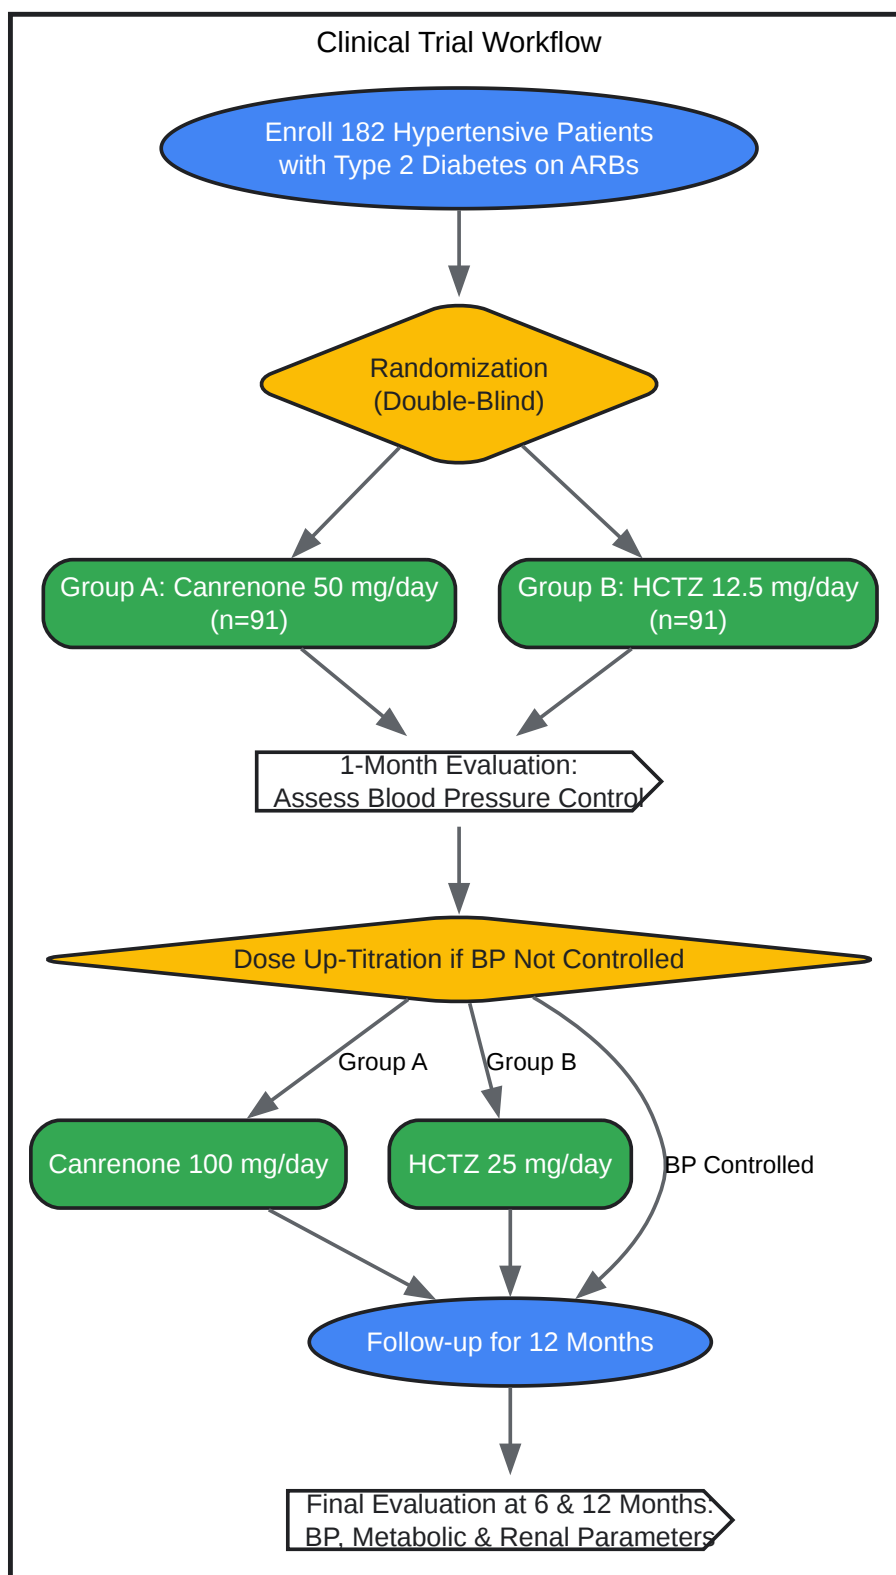 Clinical Trial Workflow
Enroll 182 Hypertensive Patients
with Type 2 Diabetes on ARBs
Randomization
(Double-Blind)
Group A: Canrenone 50 mg/day
(n=91)
Group B: HCTZ 12.5 mg/day
(n=91)
1-Month Evaluation:
Assess Blood Pressure Control
Dose Up-Titration if BP Not Controlled
Group A
Group B
Canrenone 100 mg/day
HCTZ 25 mg/day
BP Controlled
Follow-up for 12 Months
Final Evaluation at 6 & 12 Months:
BP, Metabolic & Renal Parameters